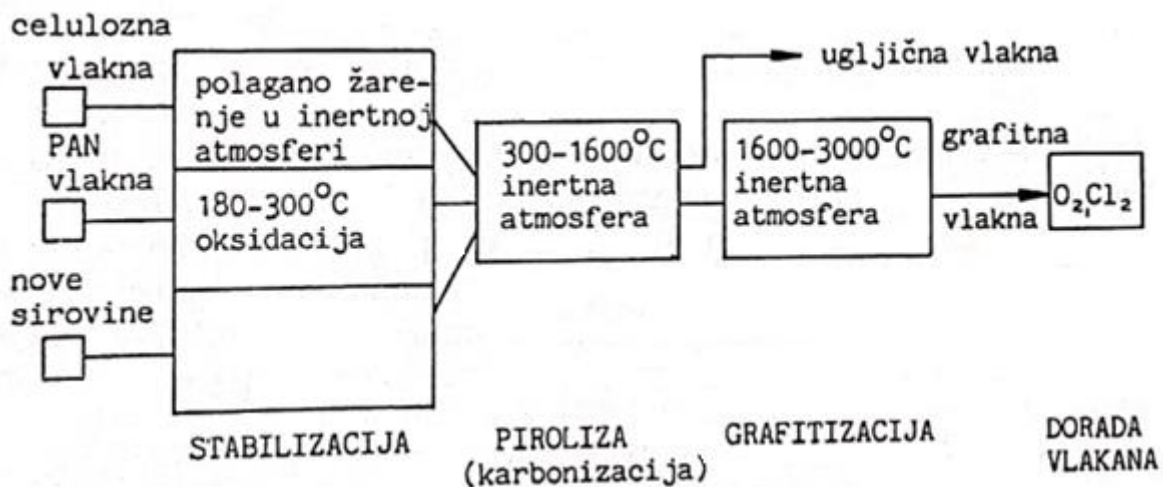 celulozna
vlakna
PAN
vlakna
nove
sirovine
polagano žare-
nje u inertnoj
atmosferi
180-300°C
oksidacija
STABILIZACIJA
300-1600°C
inertna
atmosfera
PIROLIZA
(karbonizacija)
ugljična vlakna
1600-3000°C
inertna
atmosfera
GRAFITIZACIJA
grafitna
vlakna
O₂,Cl₂
DORADA
VLAKANA